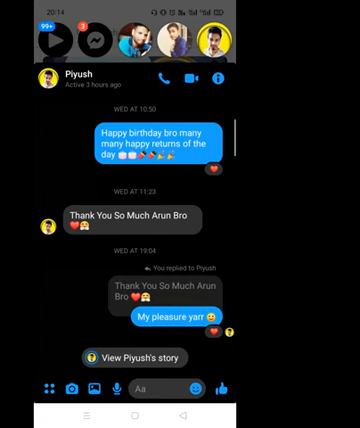 20:14
99+
3
Piyush
Active 3 hours ago
WED AT 10:50
Happy birthday bro many
many happy returns of the
day 🎂🎂🍫🍫🎉🎉
❤️
WED AT 11:23
Thank You So Much Arun Bro
❤️🤗
WED AT 19:04
You replied to Piyush
Thank You So Much Arun
Bro ❤️🤗
My pleasure yarr 😀
❤️
View Piyush's story
Aa